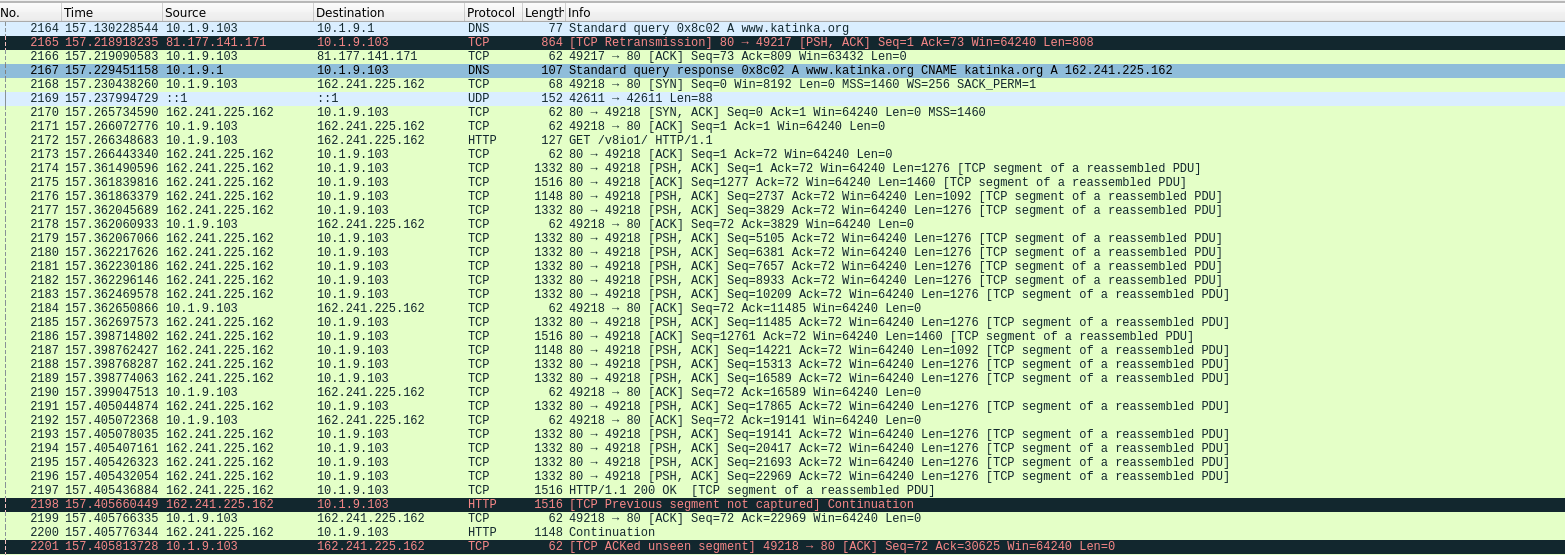 No. Time Source Destination Protocol Length Info
2164 157.130228544 10.1.9.103 10.1.9.1 DNS 77 Standard query 0x8c02 A www.katinka.org
2165 157.218918235 81.177.141.171 10.1.9.103 TCP 864 [TCP Retransmission] 80 → 49217 [PSH, ACK] Seq=1 Ack=73 Win=64240 Len=808
2166 157.219090583 10.1.9.103 81.177.141.171 TCP 62 49217 → 80 [ACK] Seq=73 Ack=809 Win=63432 Len=0
2167 157.229451158 10.1.9.1 10.1.9.103 DNS 107 Standard query response 0x8c02 A www.katinka.org CNAME katinka.org A 162.241.225.162
2168 157.230438260 10.1.9.103 162.241.225.162 TCP 68 49218 → 80 [SYN] Seq=0 Win=8192 Len=0 MSS=1460 WS=256 SACK_PERM=1
2169 157.237994729 ::1 ::1 UDP 152 42611 → 42611 Len=88
2170 157.265734590 162.241.225.162 10.1.9.103 TCP 62 80 → 49218 [SYN, ACK] Seq=0 Ack=1 Win=64240 Len=0 MSS=1460
2171 157.266072776 10.1.9.103 162.241.225.162 TCP 62 49218 → 80 [ACK] Seq=1 Ack=1 Win=64240 Len=0
2172 157.266348683 10.1.9.103 162.241.225.162 HTTP 127 GET /v8io1/ HTTP/1.1
2173 157.266443340 162.241.225.162 10.1.9.103 TCP 62 80 → 49218 [ACK] Seq=1 Ack=72 Win=64240 Len=0
2174 157.361490596 162.241.225.162 10.1.9.103 TCP 1332 80 → 49218 [PSH, ACK] Seq=1 Ack=72 Win=64240 Len=1276 [TCP segment of a reassembled PDU]
2175 157.361839816 162.241.225.162 10.1.9.103 TCP 1516 80 → 49218 [ACK] Seq=1277 Ack=72 Win=64240 Len=1460 [TCP segment of a reassembled PDU]
2176 157.361863379 162.241.225.162 10.1.9.103 TCP 1148 80 → 49218 [PSH, ACK] Seq=2737 Ack=72 Win=64240 Len=1092 [TCP segment of a reassembled PDU]
2177 157.362045689 162.241.225.162 10.1.9.103 TCP 1332 80 → 49218 [PSH, ACK] Seq=3829 Ack=72 Win=64240 Len=1276 [TCP segment of a reassembled PDU]
2178 157.362060933 10.1.9.103 162.241.225.162 TCP 62 49218 → 80 [ACK] Seq=72 Ack=3829 Win=64240 Len=0
2179 157.362067066 162.241.225.162 10.1.9.103 TCP 1332 80 → 49218 [PSH, ACK] Seq=5105 Ack=72 Win=64240 Len=1276 [TCP segment of a reassembled PDU]
2180 157.362217626 162.241.225.162 10.1.9.103 TCP 1332 80 → 49218 [PSH, ACK] Seq=6381 Ack=72 Win=64240 Len=1276 [TCP segment of a reassembled PDU]
2181 157.362230186 162.241.225.162 10.1.9.103 TCP 1332 80 → 49218 [PSH, ACK] Seq=7657 Ack=72 Win=64240 Len=1276 [TCP segment of a reassembled PDU]
2182 157.362296146 162.241.225.162 10.1.9.103 TCP 1332 80 → 49218 [PSH, ACK] Seq=8933 Ack=72 Win=64240 Len=1276 [TCP segment of a reassembled PDU]
2183 157.362469578 162.241.225.162 10.1.9.103 TCP 1332 80 → 49218 [PSH, ACK] Seq=10209 Ack=72 Win=64240 Len=1276 [TCP segment of a reassembled PDU]
2184 157.362650866 10.1.9.103 162.241.225.162 TCP 62 49218 → 80 [ACK] Seq=72 Ack=11485 Win=64240 Len=0
2185 157.362697573 162.241.225.162 10.1.9.103 TCP 1332 80 → 49218 [PSH, ACK] Seq=11485 Ack=72 Win=64240 Len=1276 [TCP segment of a reassembled PDU]
2186 157.398714802 162.241.225.162 10.1.9.103 TCP 1516 80 → 49218 [ACK] Seq=12761 Ack=72 Win=64240 Len=1460 [TCP segment of a reassembled PDU]
2187 157.398762427 162.241.225.162 10.1.9.103 TCP 1148 80 → 49218 [PSH, ACK] Seq=14221 Ack=72 Win=64240 Len=1092 [TCP segment of a reassembled PDU]
2188 157.398768287 162.241.225.162 10.1.9.103 TCP 1332 80 → 49218 [PSH, ACK] Seq=15313 Ack=72 Win=64240 Len=1276 [TCP segment of a reassembled PDU]
2189 157.398774063 162.241.225.162 10.1.9.103 TCP 1332 80 → 49218 [PSH, ACK] Seq=16589 Ack=72 Win=64240 Len=1276 [TCP segment of a reassembled PDU]
2190 157.399047513 10.1.9.103 162.241.225.162 TCP 62 49218 → 80 [ACK] Seq=72 Ack=16589 Win=64240 Len=0
2191 157.405044874 162.241.225.162 10.1.9.103 TCP 1332 80 → 49218 [PSH, ACK] Seq=17865 Ack=72 Win=64240 Len=1276 [TCP segment of a reassembled PDU]
2192 157.405072368 10.1.9.103 162.241.225.162 TCP 62 49218 → 80 [ACK] Seq=72 Ack=19141 Win=64240 Len=0
2193 157.405078035 162.241.225.162 10.1.9.103 TCP 1332 80 → 49218 [PSH, ACK] Seq=19141 Ack=72 Win=64240 Len=1276 [TCP segment of a reassembled PDU]
2194 157.405407161 162.241.225.162 10.1.9.103 TCP 1332 80 → 49218 [PSH, ACK] Seq=20417 Ack=72 Win=64240 Len=1276 [TCP segment of a reassembled PDU]
2195 157.405426323 162.241.225.162 10.1.9.103 TCP 1332 80 → 49218 [PSH, ACK] Seq=21693 Ack=72 Win=64240 Len=1276 [TCP segment of a reassembled PDU]
2196 157.405432054 162.241.225.162 10.1.9.103 TCP 1332 80 → 49218 [PSH, ACK] Seq=22969 Ack=72 Win=64240 Len=1276 [TCP segment of a reassembled PDU]
2197 157.405436884 162.241.225.162 10.1.9.103 TCP 1516 HTTP/1.1 200 OK [TCP segment of a reassembled PDU]
2198 157.405660449 162.241.225.162 10.1.9.103 HTTP 1516 [TCP Previous segment not captured] Continuation
2199 157.405766335 10.1.9.103 162.241.225.162 TCP 62 49218 → 80 [ACK] Seq=72 Ack=22969 Win=64240 Len=0
2200 157.405776344 162.241.225.162 10.1.9.103 HTTP 1148 Continuation
2201 157.405813728 10.1.9.103 162.241.225.162 TCP 62 [TCP ACKed unseen segment] 49218 → 80 [ACK] Seq=72 Ack=30625 Win=64240 Len=0